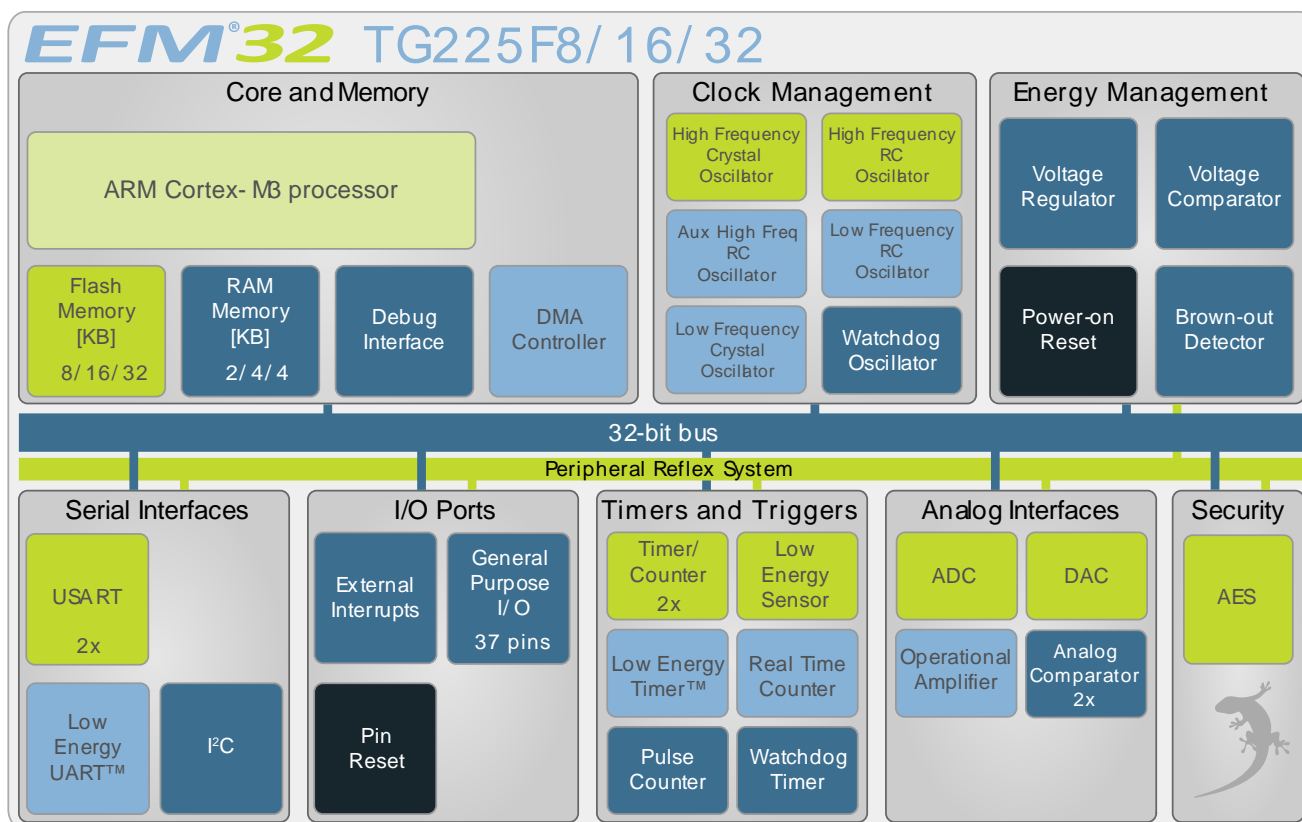 EFM®32 TG225F8/16/32
Core and Memory
ARM Cortex-M3 processor
Flash
Memory
[KB]
8/16/32
RAM
Memory
[KB]
2/4/4
Debug
Interface
DMA
Controller
Clock Management
High Frequency
Crystal
Oscillator
High Frequency
RC
Oscillator
Aux High Freq
RC
Oscillator
Low Frequency
RC
Oscillator
Low Frequency
Crystal
Oscillator
Watchdog
Oscillator
Energy Management
Voltage
Regulator
Voltage
Comparator
Power-on
Reset
Brown-out
Detector
32-bit bus
Peripheral Reflex System
Serial Interfaces
USART
2x
Low
Energy
UART™
I²C
I/O Ports
External
Interrupts
General
Purpose
I/O
37 pins
Pin
Reset
Timers and Triggers
Timer/
Counter
2x
Low
Energy
Sensor
Low Energy
Timer™
Real Time
Counter
Pulse
Counter
Watchdog
Timer
Analog Interfaces
ADC
DAC
Operational
Amplifier
Analog
Comparator
2x
Security
AES